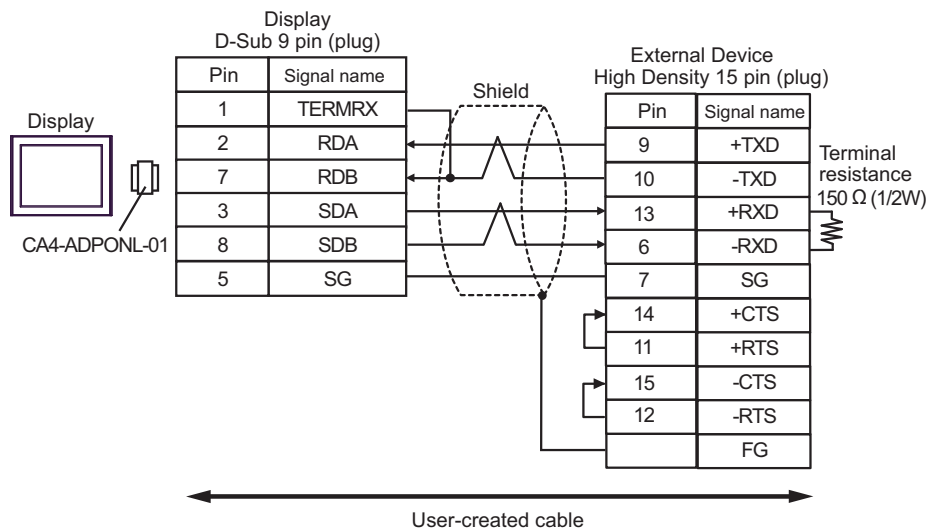 Display
D-Sub 9 pin (plug)
Pin Signal name
1 TERMRX
2 RDA
7 RDB
3 SDA
8 SDB
5 SG
Display
CA4-ADPONL-01
Shield
External Device
High Density 15 pin (plug)
Pin Signal name
9 +TXD
10 -TXD
13 +RXD
6 -RXD
7 SG
14 +CTS
11 +RTS
15 -CTS
12 -RTS
FG
Terminal
resistance
150 Ω (1/2W)
User-created cable